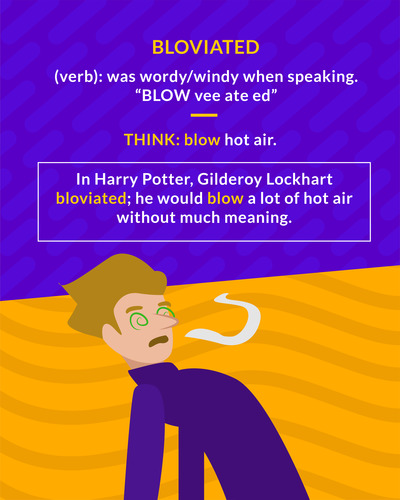 BLOVIATED
(verb): was wordy/windy when speaking.
“BLOW vee ate ed”
THINK: blow hot air.
In Harry Potter, Gilderoy Lockhart
bloviated; he would blow a lot of hot air
without much meaning.